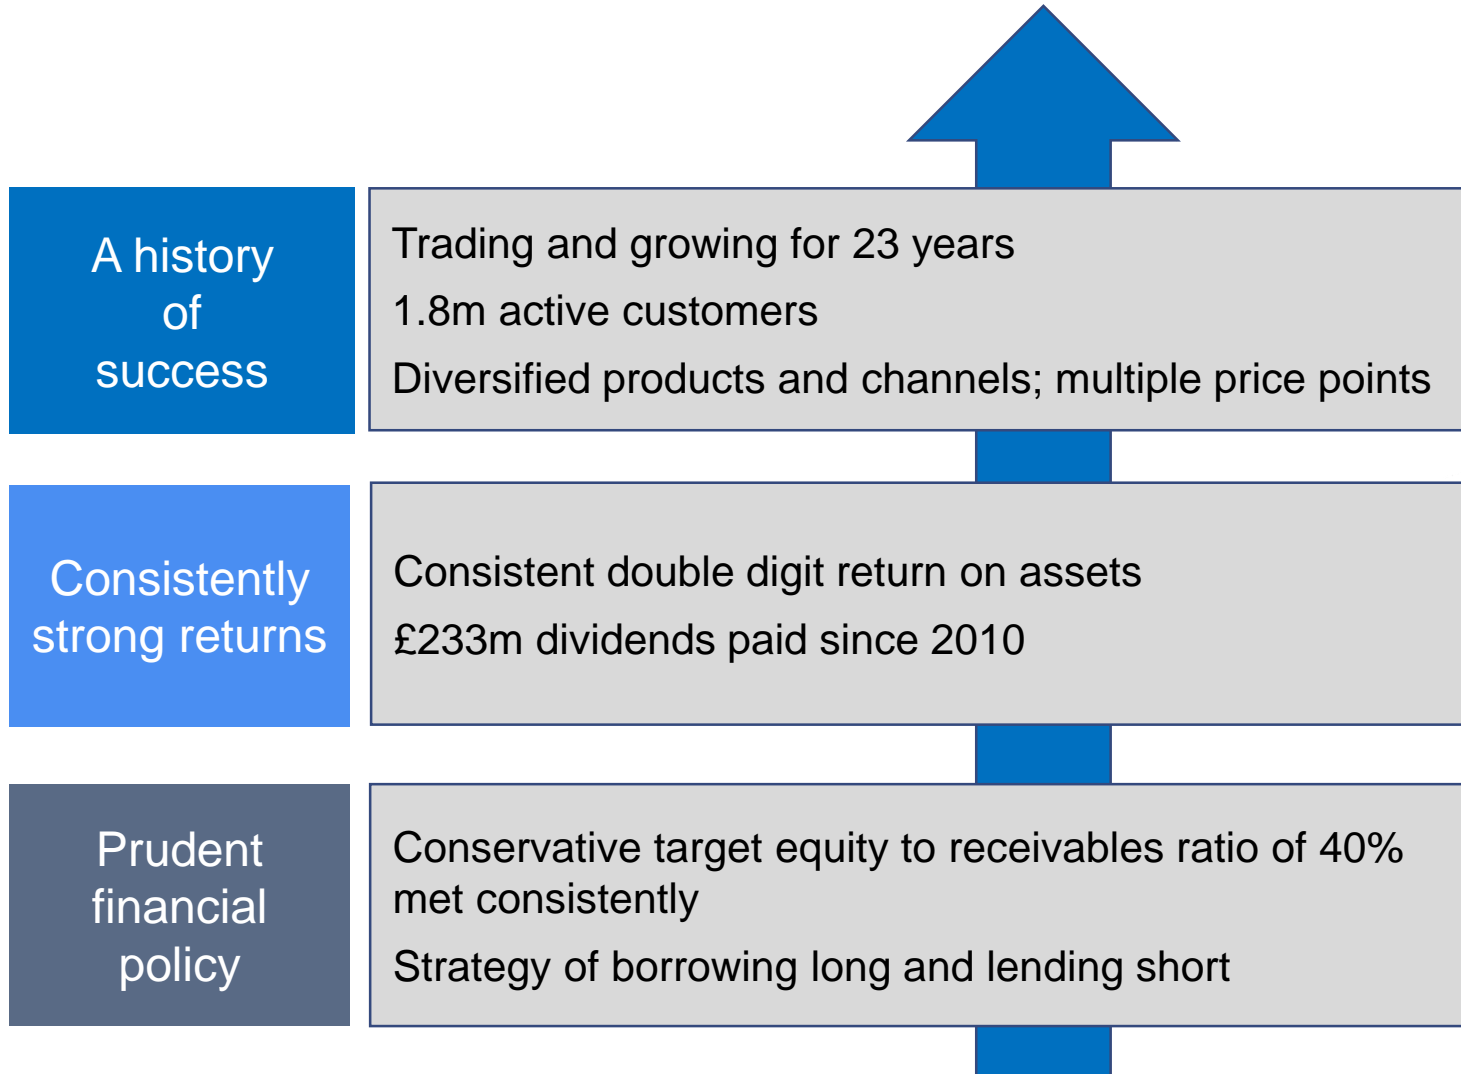 A history
of
success
Trading and growing for 23 years
1.8m active customers
Diversified products and channels; multiple price points
Consistently
strong returns
Consistent double digit return on assets
£233m dividends paid since 2010
Prudent
financial
policy
Conservative target equity to receivables ratio of 40%
met consistently
Strategy of borrowing long and lending short